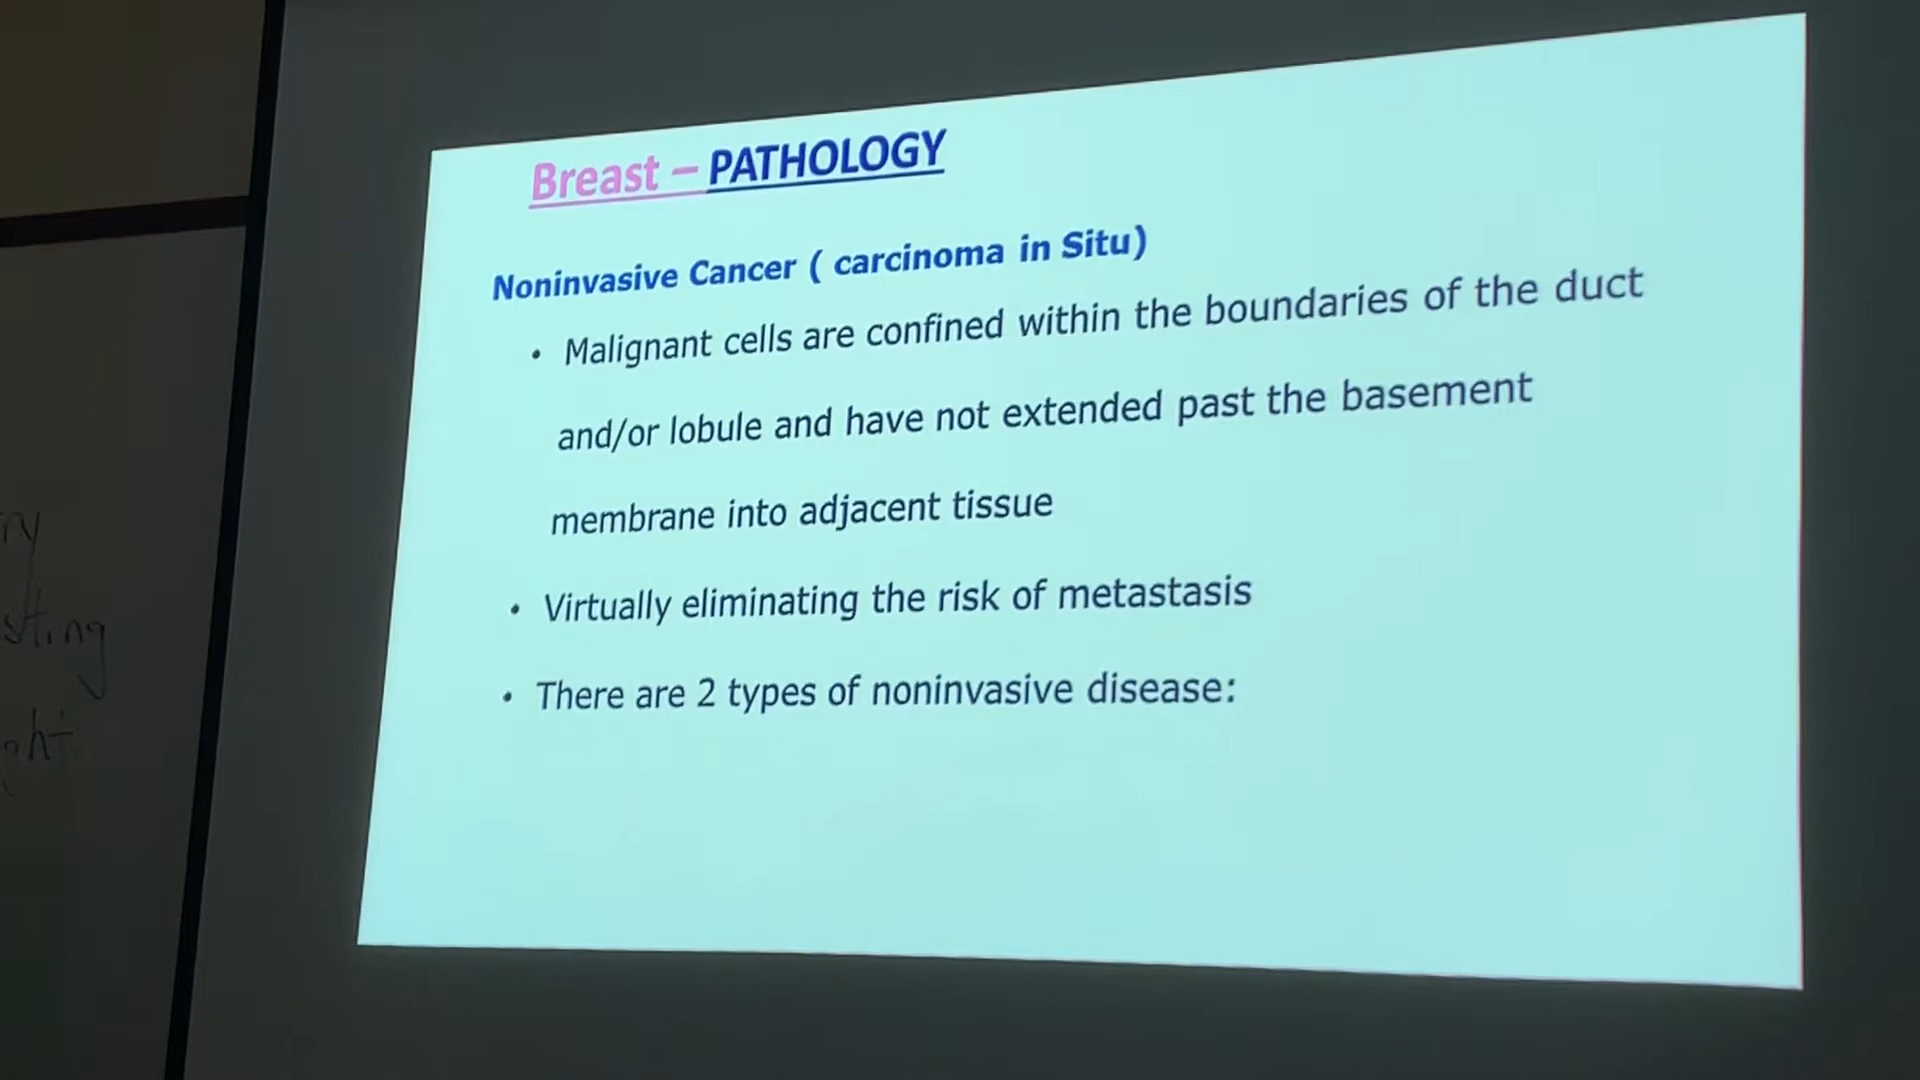 Breast – PATHOLOGY
Noninvasive Cancer ( carcinoma in Situ)
• Malignant cells are confined within the boundaries of the duct
and/or lobule and have not extended past the basement
membrane into adjacent tissue
• Virtually eliminating the risk of metastasis
• There are 2 types of noninvasive disease: